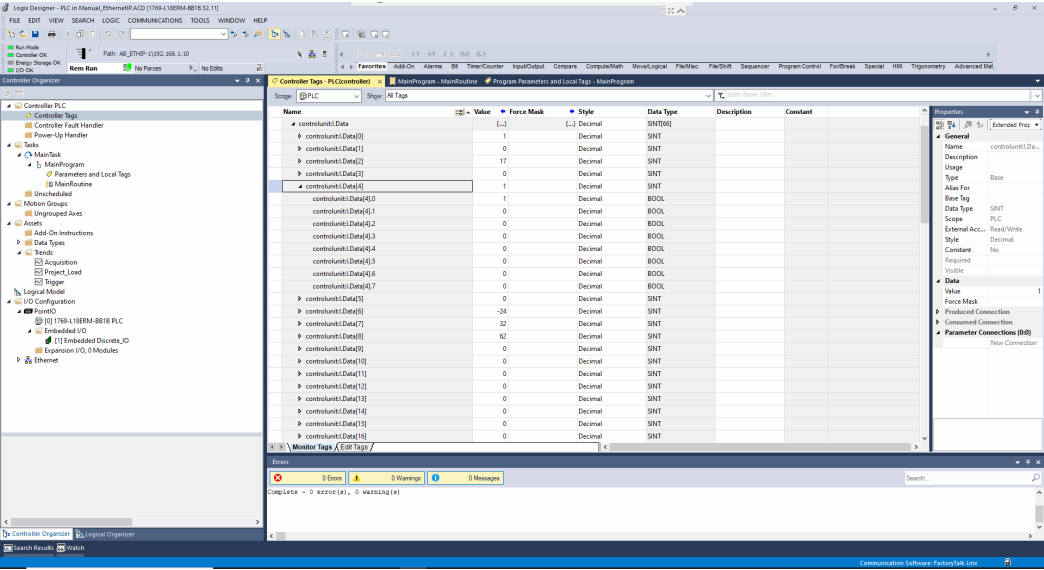 Logix Designer - PLC in Manual_EthernetIP.ACD [1769-L18ERM-BB1B 32.11]
FILE EDIT VIEW SEARCH LOGIC COMMUNICATIONS TOOLS WINDOW HELP
Run Mode
Controller OK
Energy Storage OK
I/O OK
Rem Run
No Forces
No Edits
Path: AB_ETHIP-1\192.168.1.10
Favorites Add-On Alarms Bit Timer/Counter Input/Output Compare Compute/Math Move/Logical File/Misc. File/Shift Sequencer Program Control For/Break Special HMI Trigonometry Advanced Mat
Controller Organizer
Controller PLC
Controller Tags
Controller Fault Handler
Power-Up Handler
Tasks
MainTask
MainProgram
Parameters and Local Tags
MainRoutine
Unscheduled
Motion Groups
Ungrouped Axes
Assets
Add-On Instructions
Data Types
Trends
Acquisition
Project_Load
Trigger
Logical Model
I/O Configuration
PointIO
[0] 1769-L18ERM-BB1B PLC
Embedded I/O
[1] Embedded Discrete_IO
Expansion I/O, 0 Modules
Ethernet
Controller Organizer Logical Organizer
Controller Tags - PLC(controller) MainProgram - MainRoutine Program Parameters and Local Tags - MainProgram
Scope: PLC Show: All Tags Enter Name Filter...
Name Value Force Mask Style Data Type Description Constant
controlunit:I.Data {...} {...} Decimal SINT[66]
controlunit:I.Data[0] 1 Decimal SINT
controlunit:I.Data[1] 0 Decimal SINT
controlunit:I.Data[2] 17 Decimal SINT
controlunit:I.Data[3] 0 Decimal SINT
controlunit:I.Data[4] 1 Decimal SINT
controlunit:I.Data[4].0 1 Decimal BOOL
controlunit:I.Data[4].1 0 Decimal BOOL
controlunit:I.Data[4].2 0 Decimal BOOL
controlunit:I.Data[4].3 0 Decimal BOOL
controlunit:I.Data[4].4 0 Decimal BOOL
controlunit:I.Data[4].5 0 Decimal BOOL
controlunit:I.Data[4].6 0 Decimal BOOL
controlunit:I.Data[4].7 0 Decimal BOOL
controlunit:I.Data[5] 0 Decimal SINT
controlunit:I.Data[6] -24 Decimal SINT
controlunit:I.Data[7] 32 Decimal SINT
controlunit:I.Data[8] 62 Decimal SINT
controlunit:I.Data[9] 0 Decimal SINT
controlunit:I.Data[10] 0 Decimal SINT
controlunit:I.Data[11] 0 Decimal SINT
controlunit:I.Data[12] 0 Decimal SINT
controlunit:I.Data[13] 0 Decimal SINT
controlunit:I.Data[14] 0 Decimal SINT
controlunit:I.Data[15] 0 Decimal SINT
controlunit:I.Data[16] 0 Decimal SINT
Monitor Tags Edit Tags
Properties
Extended Prop
General
Name controlunit:I.Da...
Description
Usage
Type Base
Alias For
Base Tag
Data Type SINT
Scope PLC
External Acc... Read/Write
Style Decimal
Constant No
Required
Visible
Data
Value 1
Force Mask
Produced Connection
Consumed Connection
Parameter Connections {0:0}
New Connection
Errors
0 Errors 0 Warnings 0 Messages Search...
Complete - 0 error(s), 0 warning(s)
Search Results Watch
Communication Software: FactoryTalk Linx